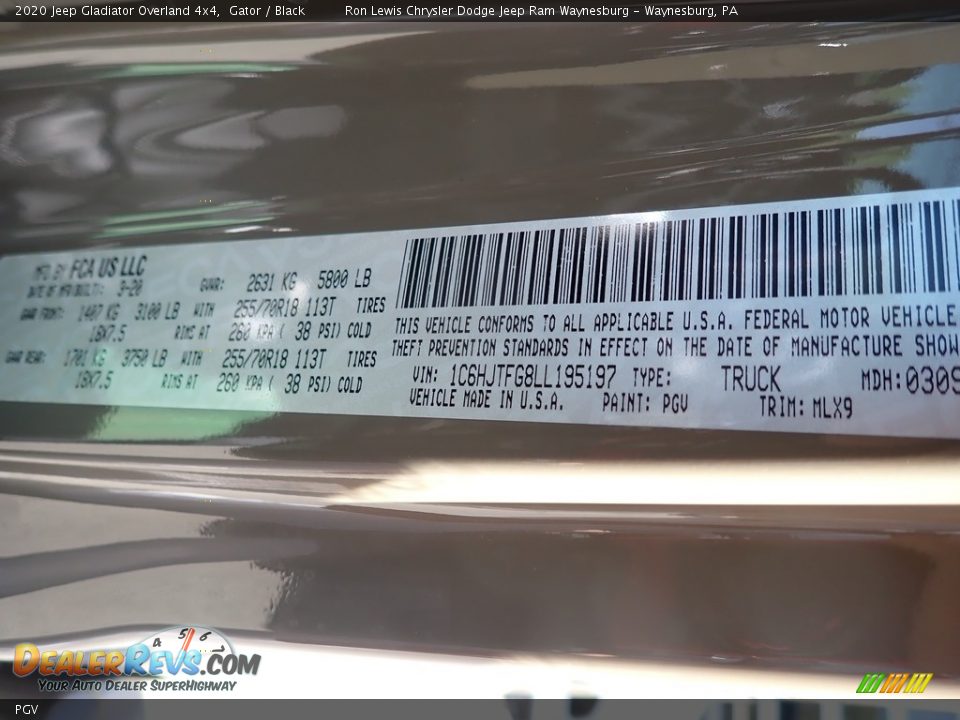 2020 Jeep Gladiator Overland 4x4, Gator / Black Ron Lewis Chrysler Dodge Jeep Ram Waynesburg - Waynesburg, PA
MFD BY FCA US LLC
DATE OF MFD BUILT: 3-20 GVWR: 2631 KG 5800 LB
GAWR FRONT: 1407 KG 3100 LB WITH 255/70R18 113T TIRES
18X7.5 RIMS AT 260 KPA ( 38 PSI) COLD
GAWR REAR: 1701 KG 3750 LB WITH 255/70R18 113T TIRES
18X7.5 RIMS AT 260 KPA ( 38 PSI) COLD
THIS VEHICLE CONFORMS TO ALL APPLICABLE U.S.A. FEDERAL MOTOR VEHICLE
THEFT PREVENTION STANDARDS IN EFFECT ON THE DATE OF MANUFACTURE SHOW
VIN: 1C6HJTFG8LL195197 TYPE: TRUCK MDH: 0309
VEHICLE MADE IN U.S.A. PAINT: PGV TRIM: MLX9
4 5 6
DEALERREVS.COM
YOUR AUTO DEALER SUPERHIGHWAY
PGV